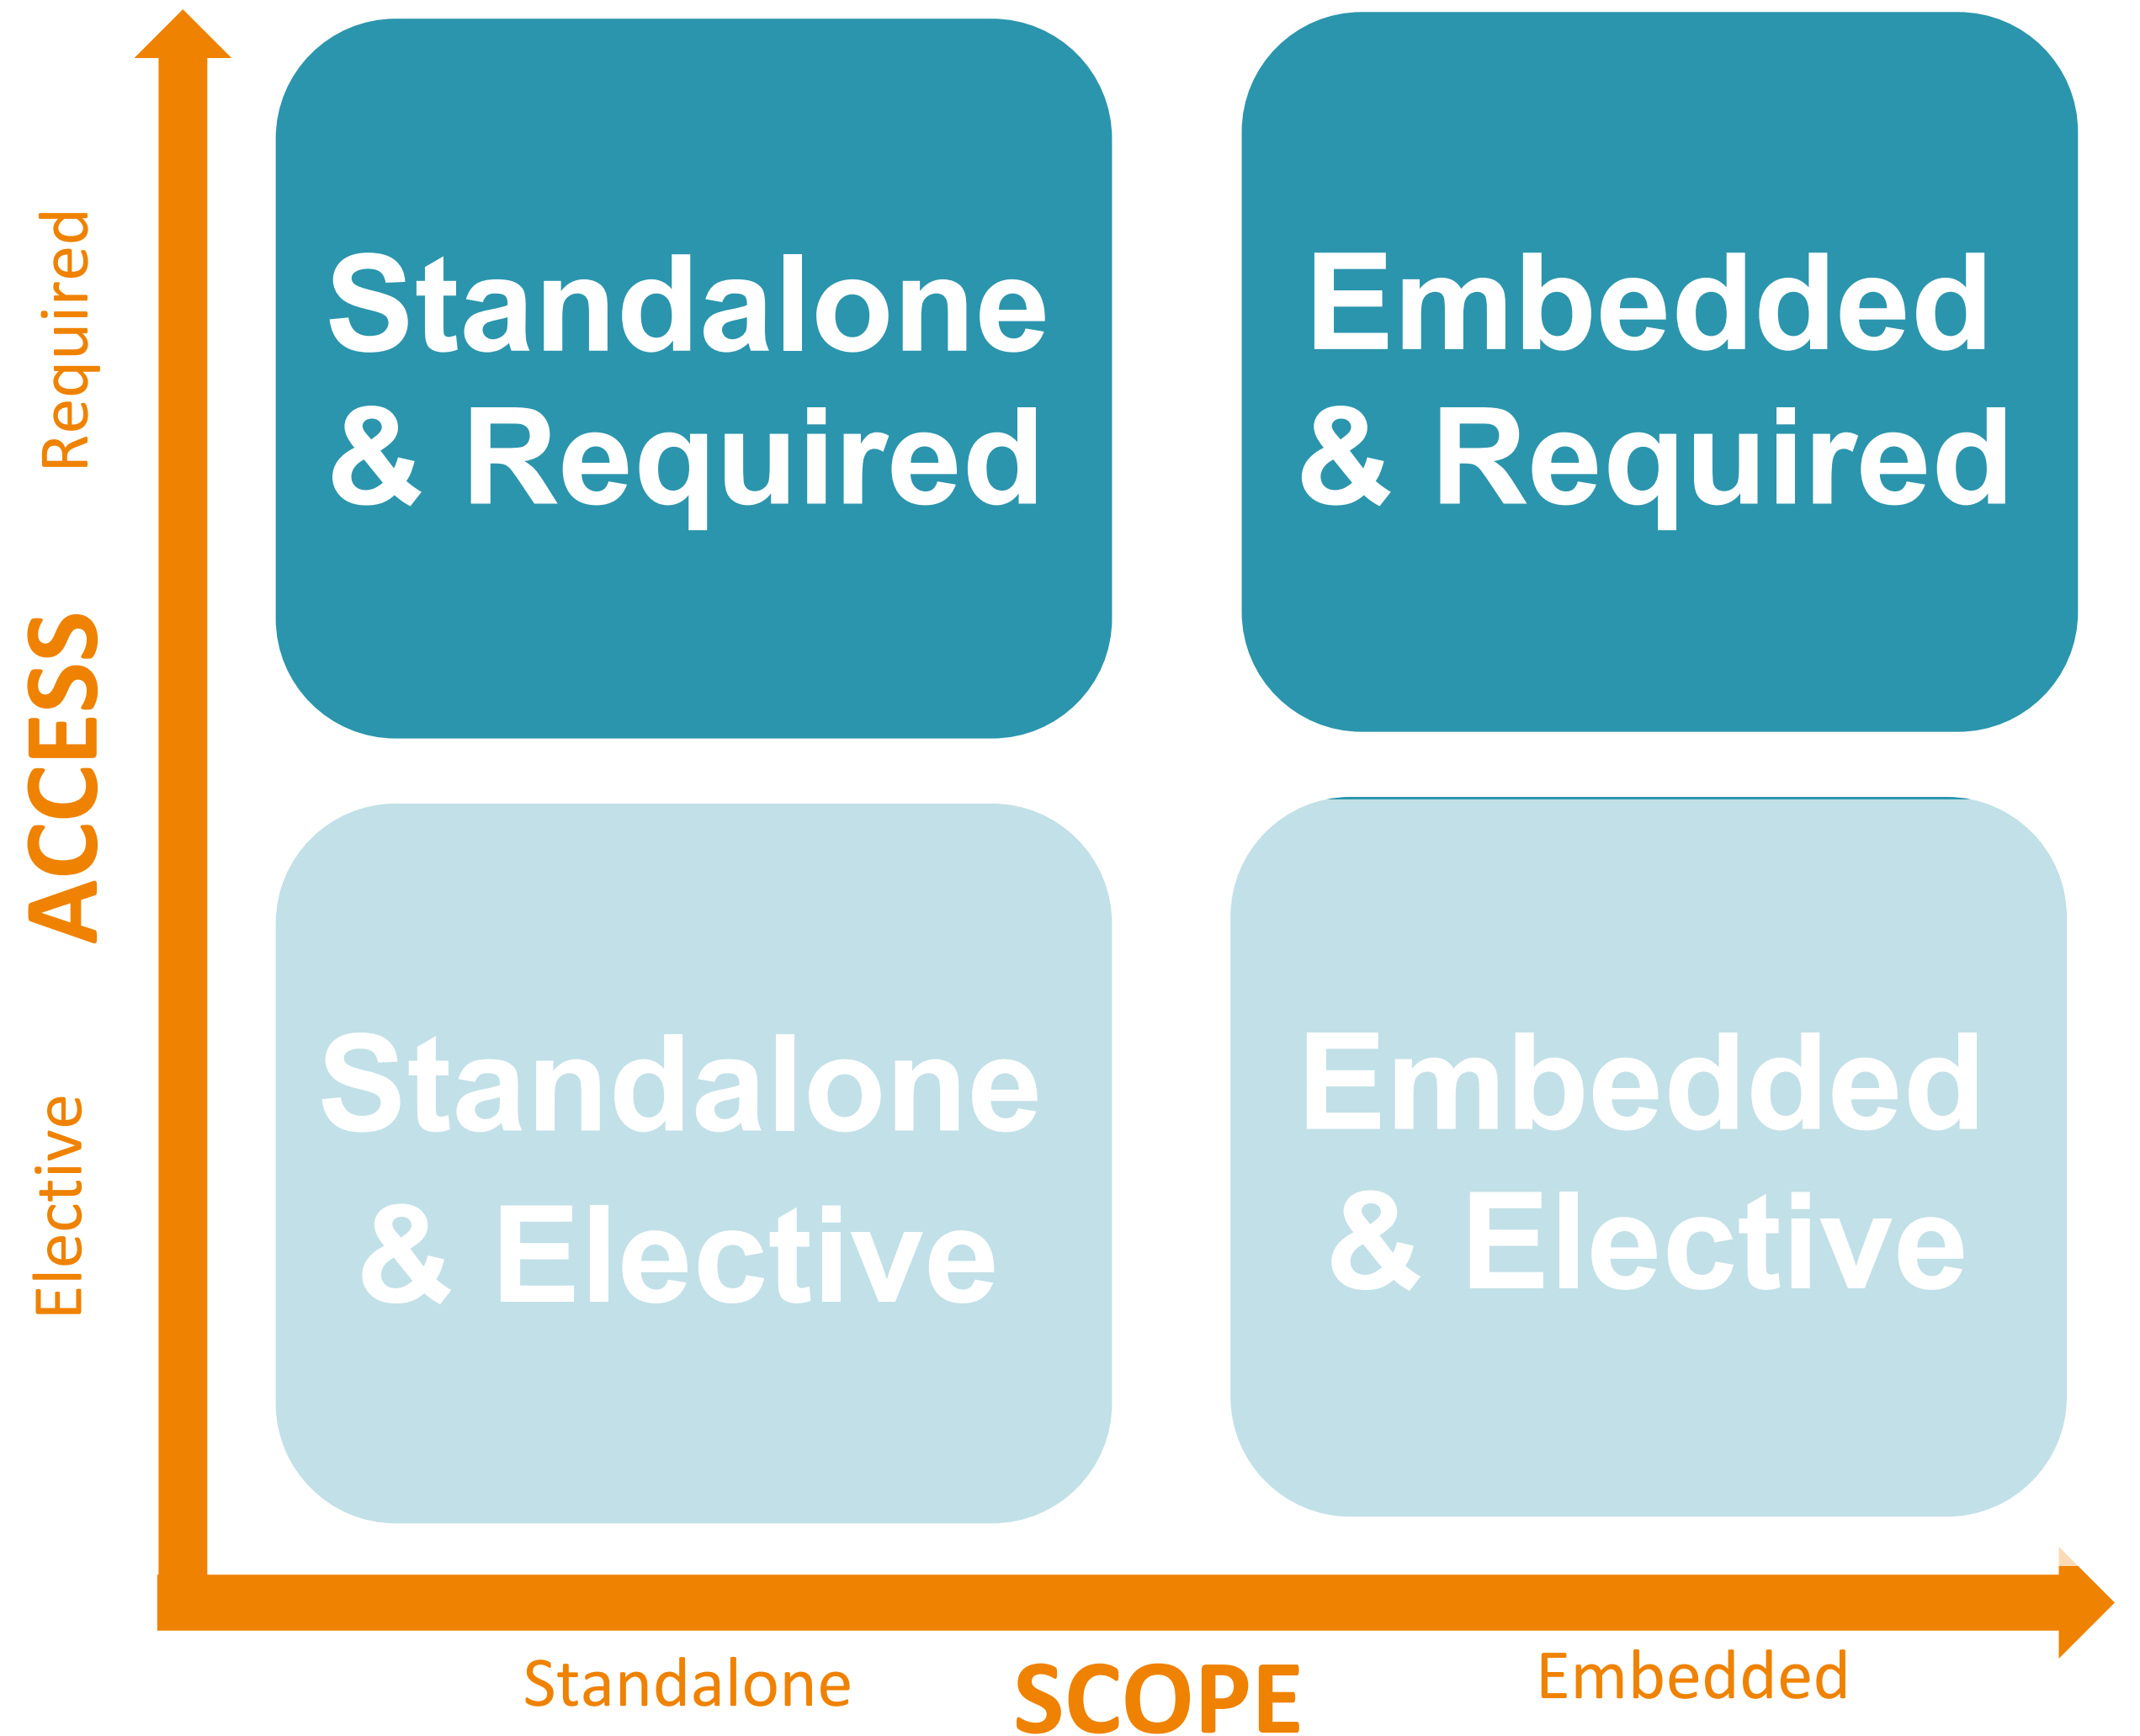 Required
ACCESS
Elective
Standalone
& Required
Embedded
& Required
Standalone
& Elective
Embedded
& Elective
Standalone
SCOPE
Embedded